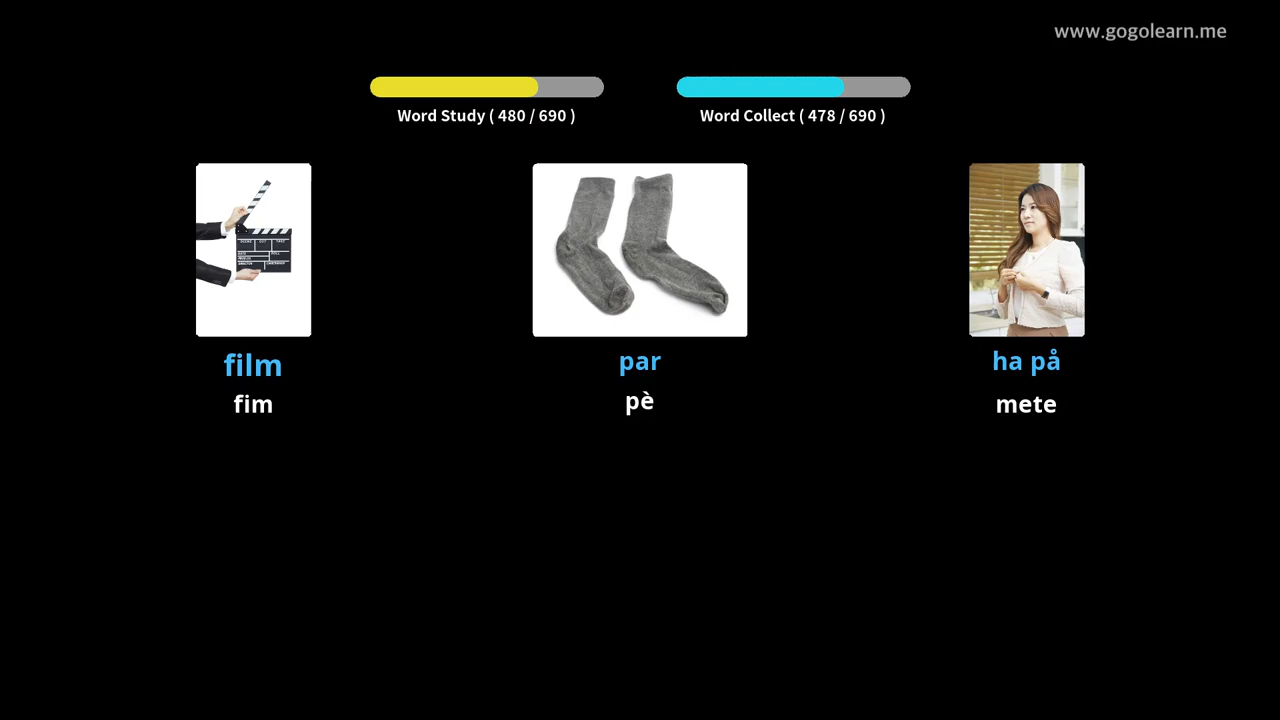 www.gogolearn.me
Word Study ( 480 / 690 )
Word Collect ( 478 / 690 )
film
par
ha på
fim
pè
mete